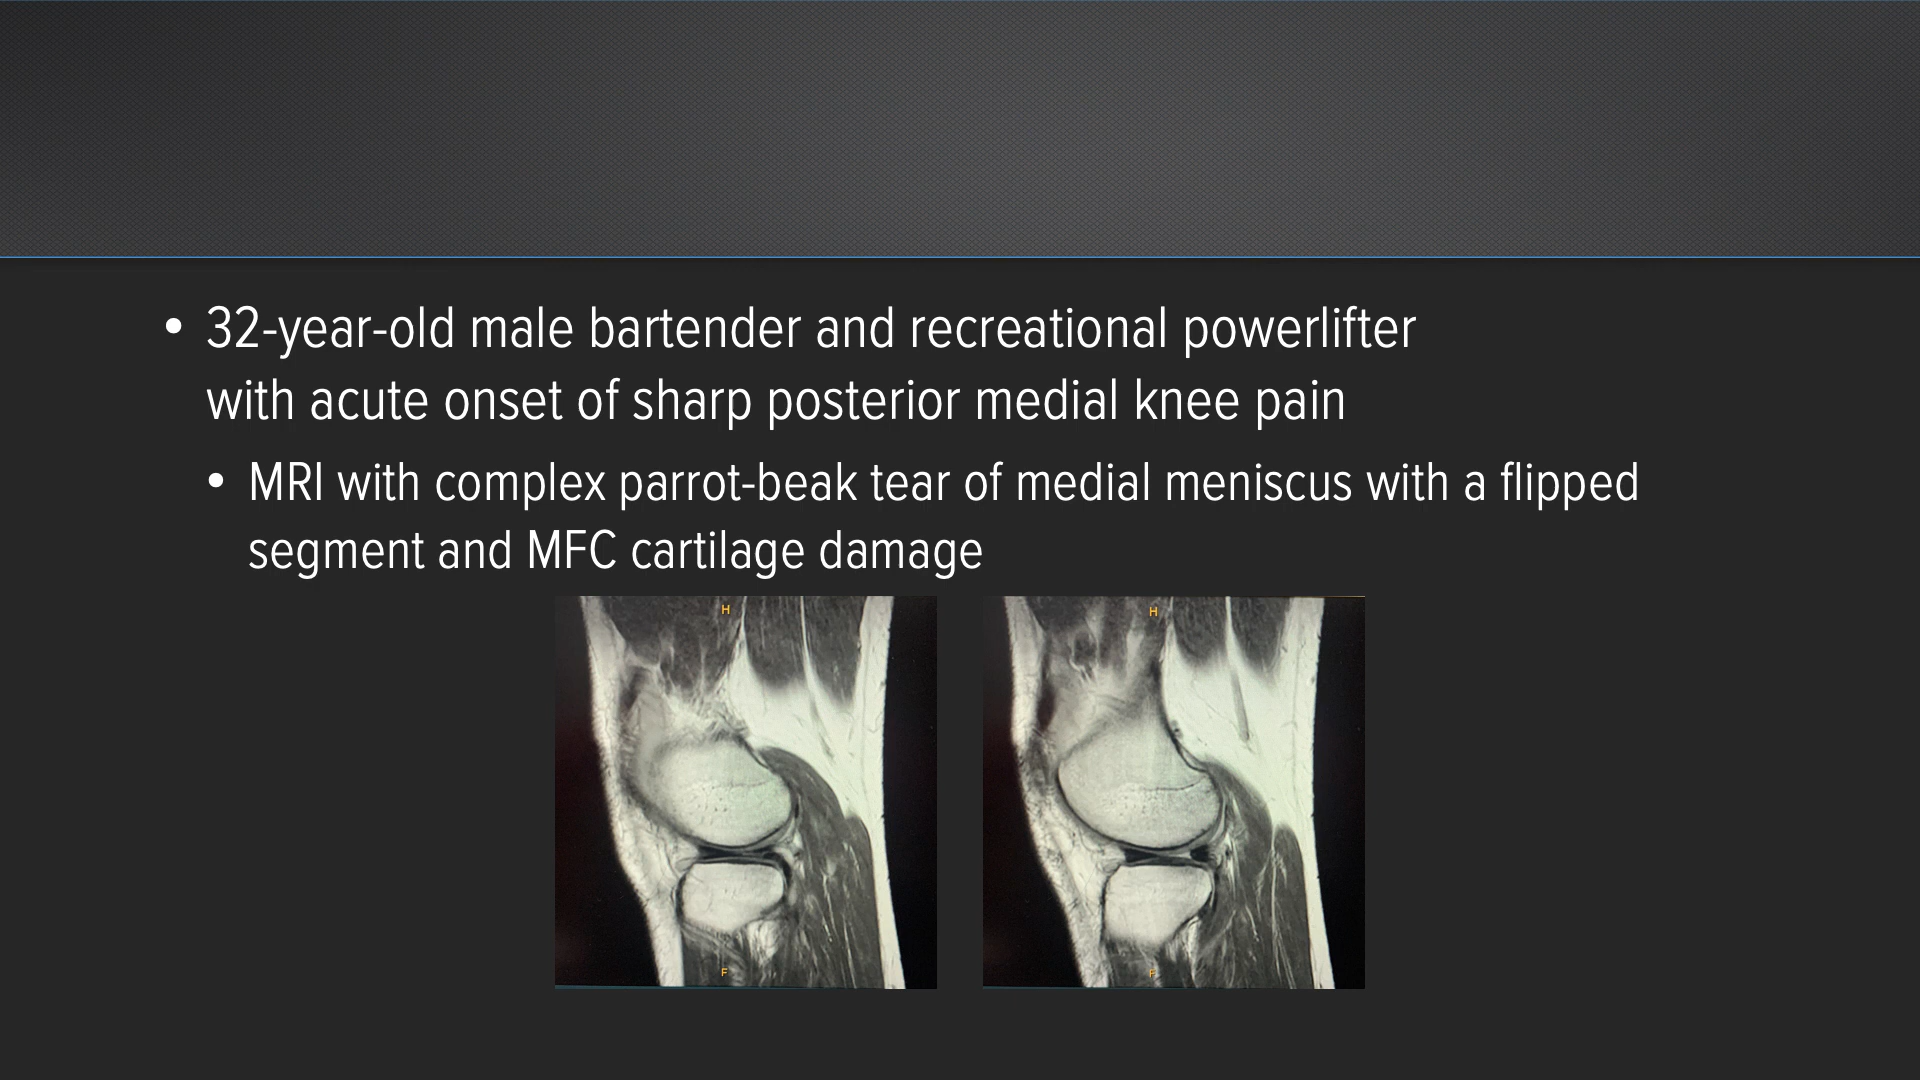 • 32-year-old male bartender and recreational powerlifter
with acute onset of sharp posterior medial knee pain
• MRI with complex parrot-beak tear of medial meniscus with a flipped
segment and MFC cartilage damage
H
H
F
F